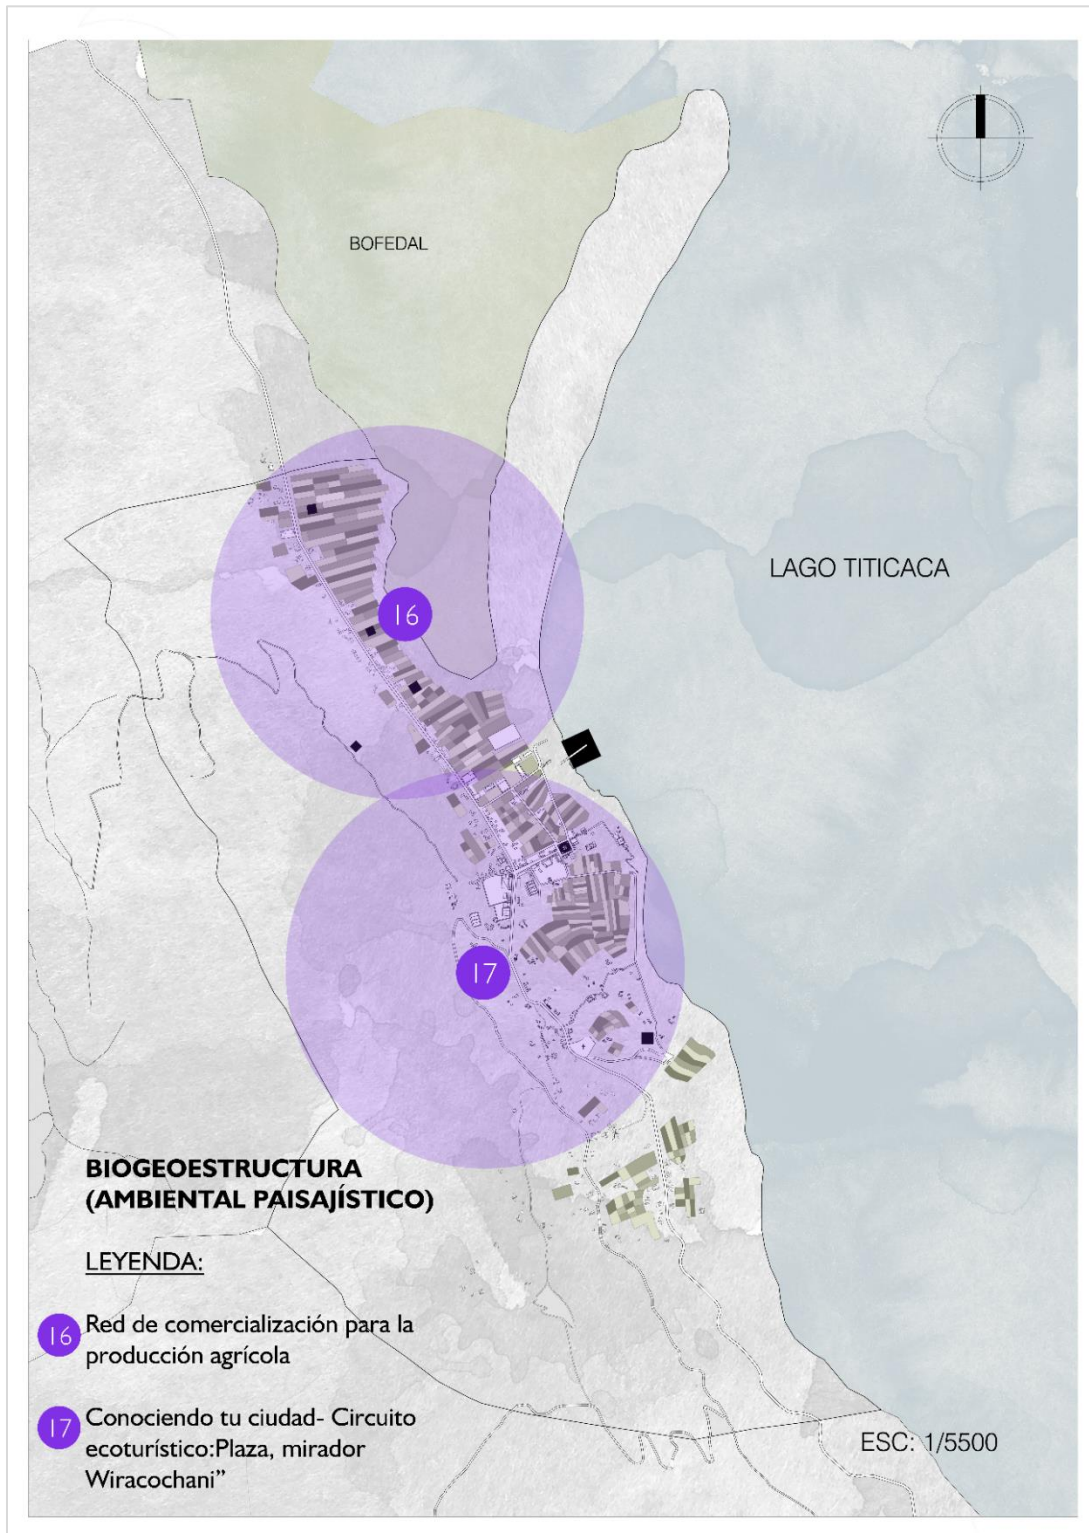 BOFEDAL
LAGO TITICACA
16
17
BIOGEOESTRUCTURA
(AMBIENTAL PAISAJÍSTICO)
LEYENDA:
16 Red de comercialización para la
producción agrícola
17 Conociendo tu ciudad- Circuito
ecoturístico:Plaza, mirador
Wiracochani”
ESC: 1/5500